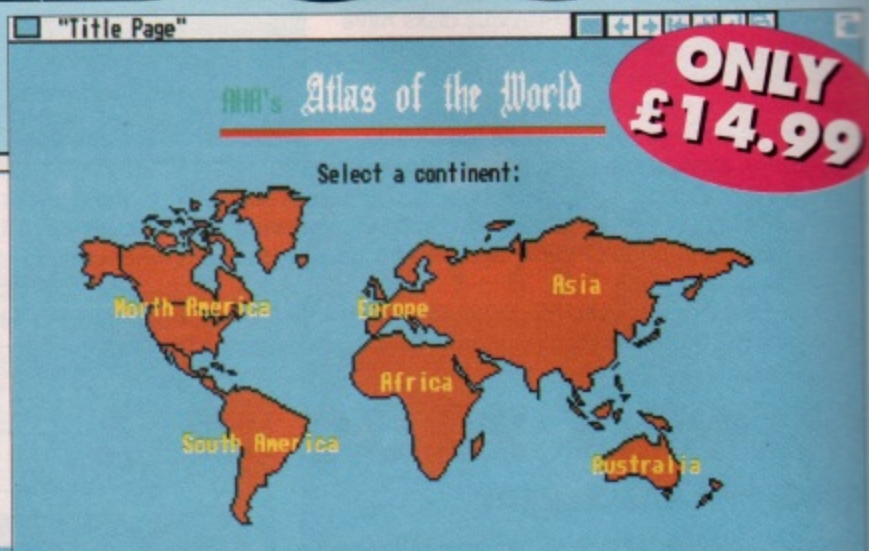 "Title Page"
AHA's Atlas of the World
ONLY
£14.99
Select a continent:
North America
Europe
Asia
Africa
South America
Australia